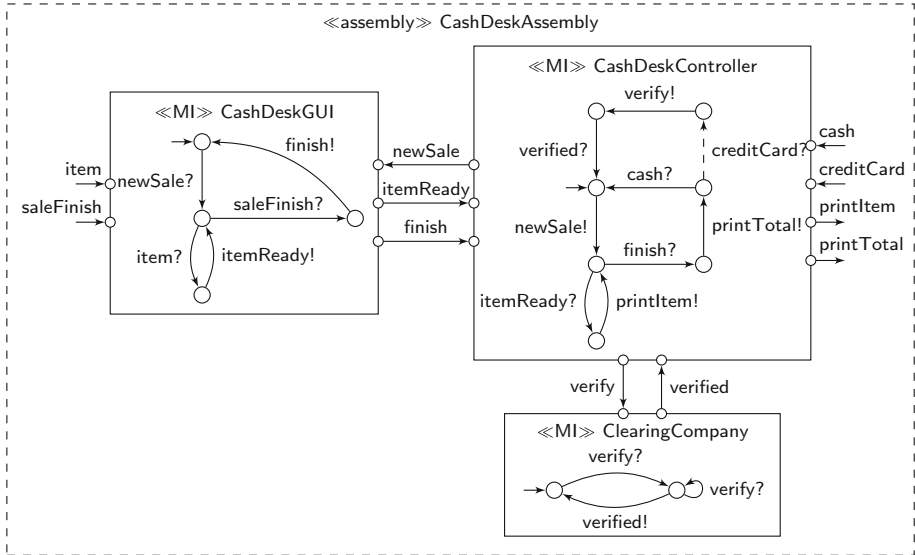 ≪assembly≫ CashDeskAssembly
≪MI≫ CashDeskGUI
finish!
newSale?
saleFinish?
item?
itemReady!
item
saleFinish
newSale
itemReady
finish
≪MI≫ CashDeskController
verify!
verified?
creditCard?
cash?
newSale!
printTotal!
finish?
itemReady?
printItem!
cash
creditCard
printItem
printTotal
verify
verified
≪MI≫ ClearingCompany
verify?
verify?
verified!